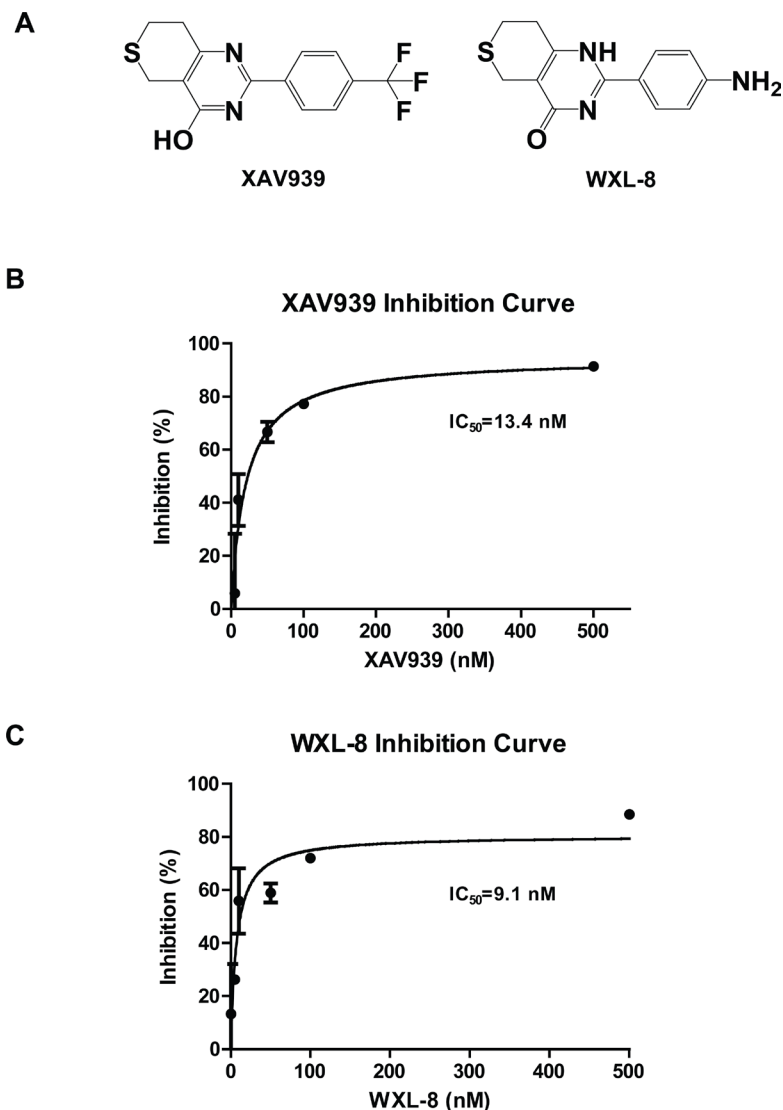 A
S N N F F F HO
S NH N O NH₂
XAV939 WXL-8
B
XAV939 Inhibition Curve
100
80
60
40
20
0
Inhibition (%)
IC₅₀=13.4 nM
0 100 200 300 400 500
XAV939 (nM)
C
WXL-8 Inhibition Curve
100
80
60
40
20
0
Inhibition (%)
IC₅₀=9.1 nM
0 100 200 300 400 500
WXL-8 (nM)